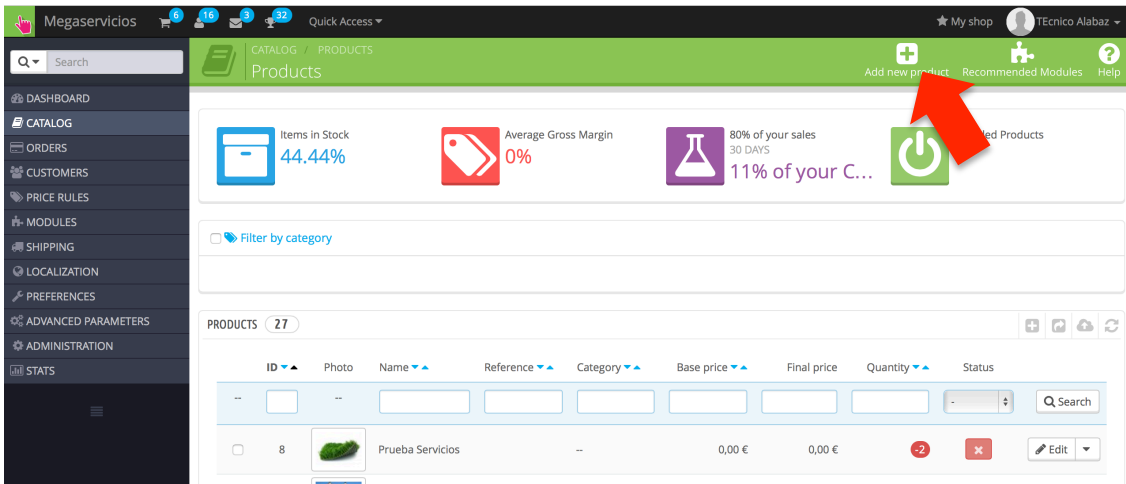 Megaservicios 6 16 3 32 Quick Access My shop TEcnico Alabaz
Search
CATALOG / PRODUCTS
Products
Add new product Recommended Modules Help
DASHBOARD
CATALOG
ORDERS
CUSTOMERS
PRICE RULES
MODULES
SHIPPING
LOCALIZATION
PREFERENCES
ADVANCED PARAMETERS
ADMINISTRATION
STATS
Items in Stock
44.44%
Average Gross Margin
0%
80% of your sales
30 DAYS
11% of your C...
Products
Filter by category
PRODUCTS 27
ID Photo Name Reference Category Base price Final price Quantity Status
-- -- - Search
8 Prueba Servicios -- 0,00 € 0,00 € -2 Edit